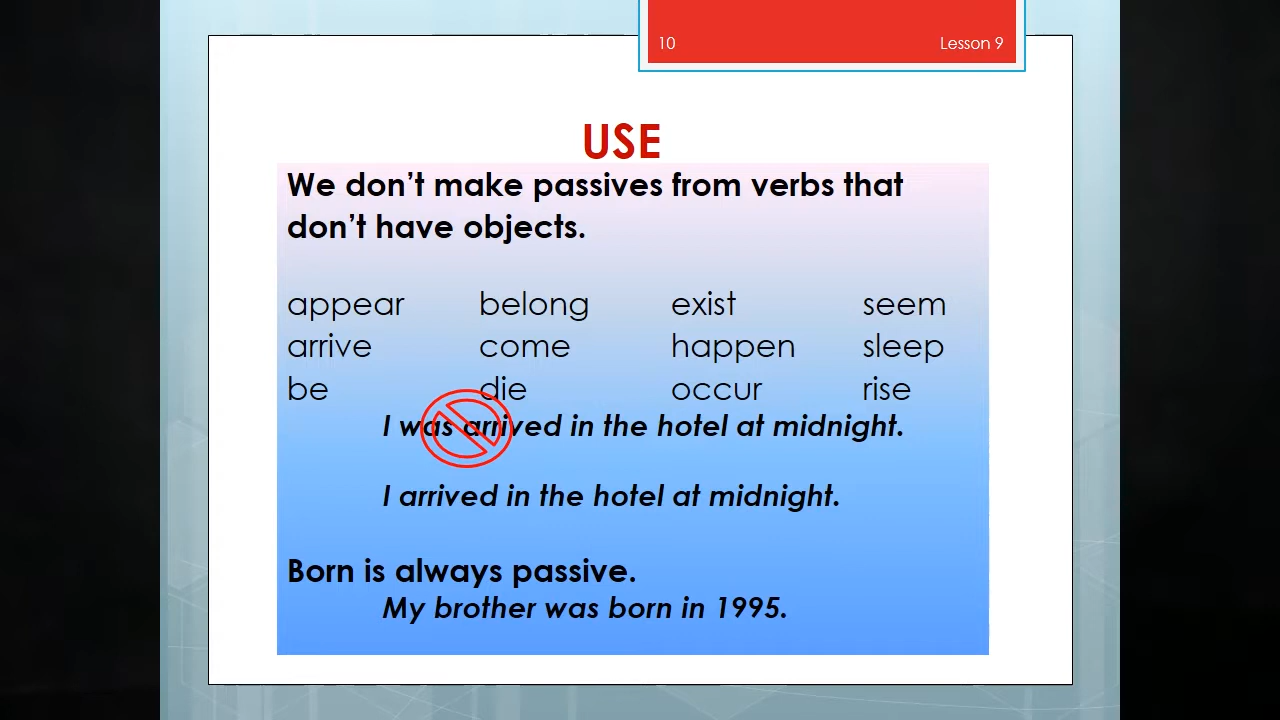 10 Lesson 9
USE
We don't make passives from verbs that
don't have objects.
appear belong exist seem
arrive come happen sleep
be die occur rise
I was arrived in the hotel at midnight.
I arrived in the hotel at midnight.
Born is always passive.
My brother was born in 1995.